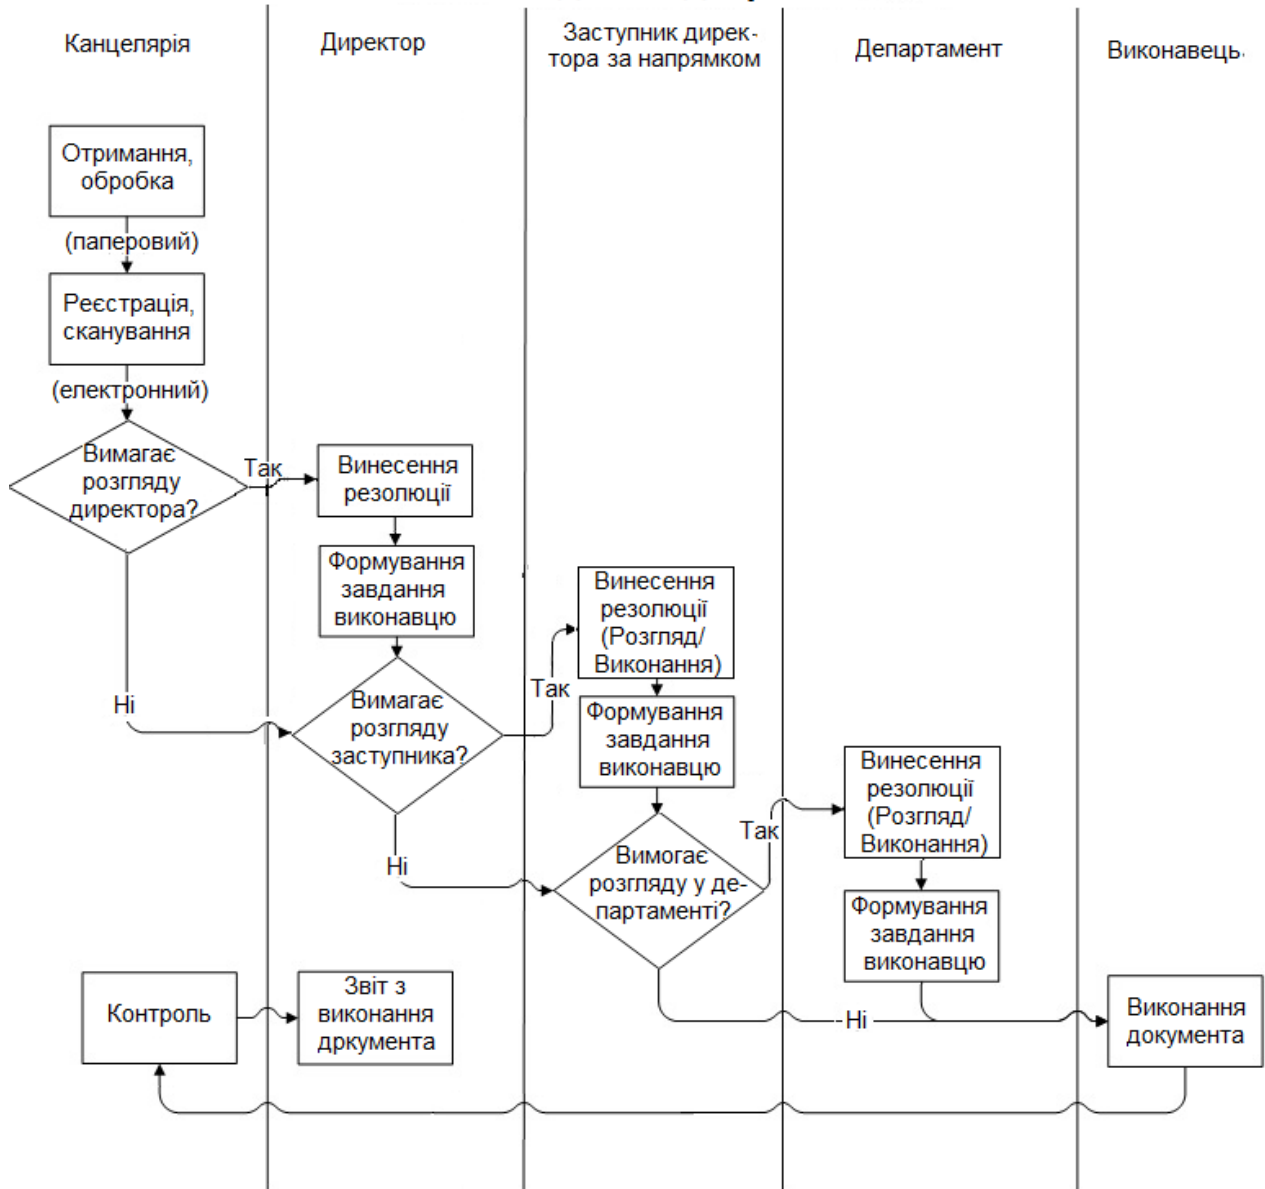 Канцелярія
Директор
Заступник дирек-
тора за напрямком
Департамент
Виконавець.
Отримання,
обробка
(паперовий)
Реєстрація,
сканування
(електронний)
Вимагає
розгляду
директора?
Так
Ні
Винесення
резолюції
Формування
завдання
виконавцю
Вимагає
розгляду
заступника?
Так
Ні
Винесення
резолюції
(Розгляд/
Виконання)
Формування
завдання
виконавцю
Вимогає
розгляду у де-
партаменті?
Так
Ні
Винесення
резолюції
(Розгляд/
Виконання)
Формування
завдання
виконавцю
Виконання
документа
Контроль
Звіт з
виконання
дркумента